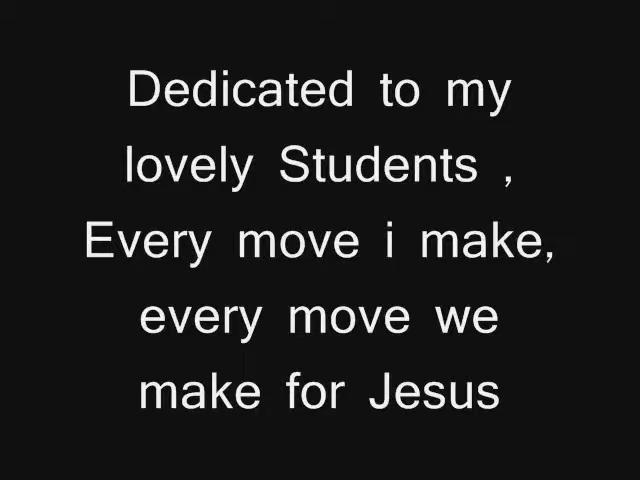 Dedicated to my
lovely Students ,
Every move i make,
every move we
make for Jesus